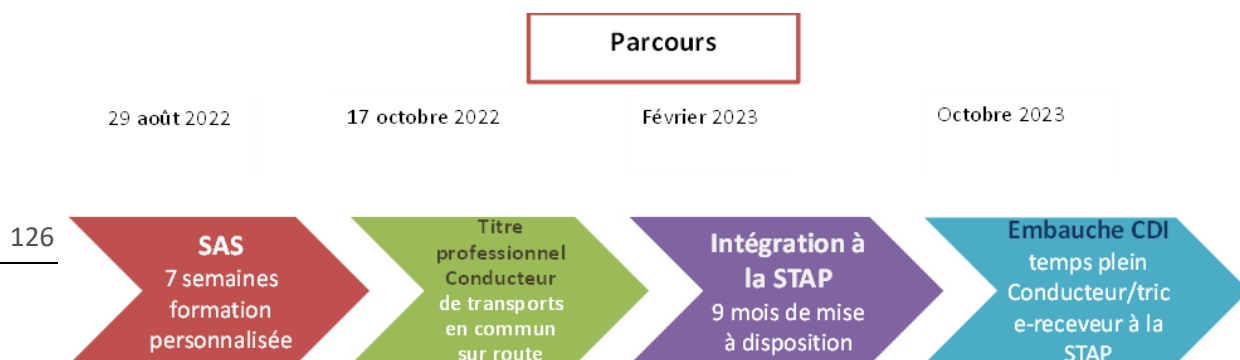 Parcours
29 août 2022
17 octobre 2022
Février 2023
Octobre 2023
126
SAS
7 semaines
formation
personnalisée
Titre
professionnel
Conducteur
de transports
en commun
sur route
Intégration à
la STAP
9 mois de mise
à disposition
Embauche CDI
temps plein
Conducteur/tric
e-receveur à la
STAP